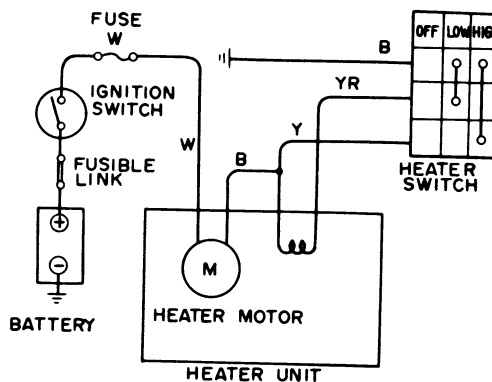 FUSE
W
OFF LOW HIG
B
YR
IGNITION
SWITCH
W
B
Y
FUSIBLE
LINK
HEATER
SWITCH
+
M
−
HEATER MOTOR
BATTERY
HEATER UNIT